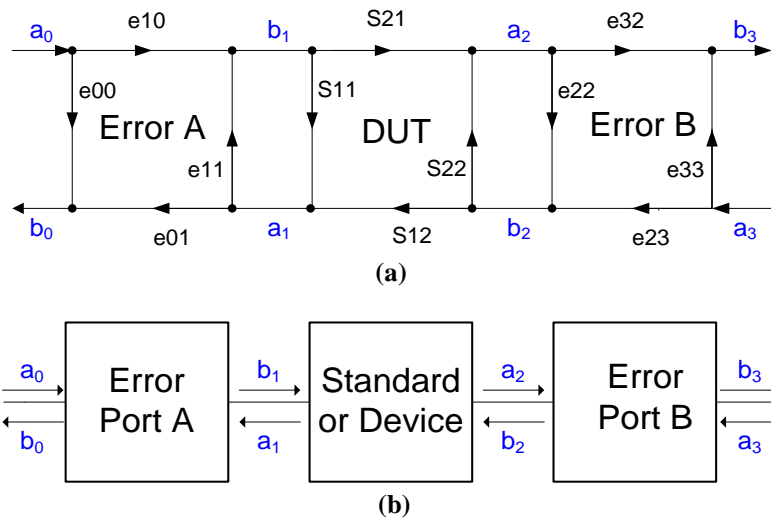 a0 e10 b1 S21 a2 e32 b3
e00 S11 e22
Error A DUT Error B
e11 S22 e33
b0 e01 a1 S12 b2 e23 a3
(a)
a0 Error Port A b1 Standard or Device a2 Error Port B b3
b0 a1 b2 a3
(b)